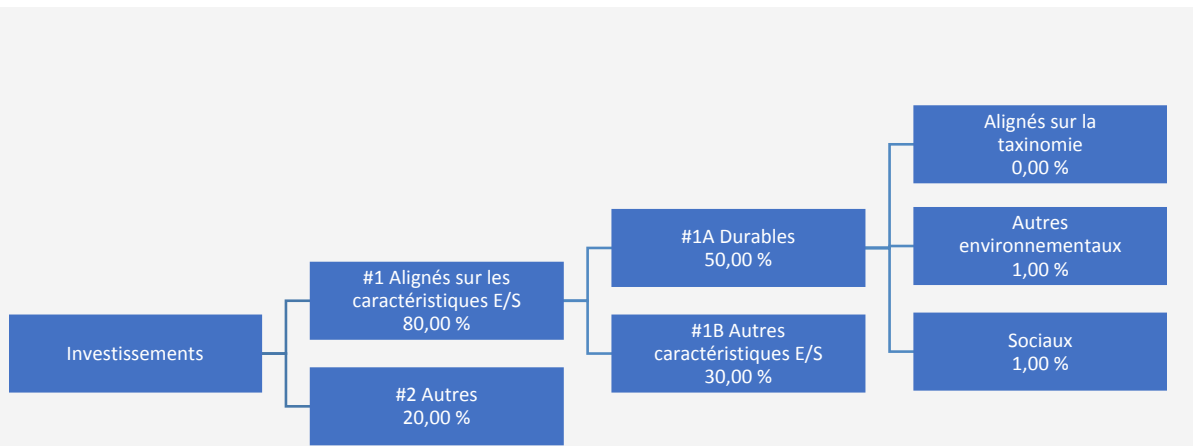 Investissements
#1 Alignés sur les
caractéristiques E/S
80,00 %
#2 Autres
20,00 %
#1A Durables
50,00 %
#1B Autres
caractéristiques E/S
30,00 %
Alignés sur la
taxinomie
0,00 %
Autres
environnementaux
1,00 %
Sociaux
1,00 %